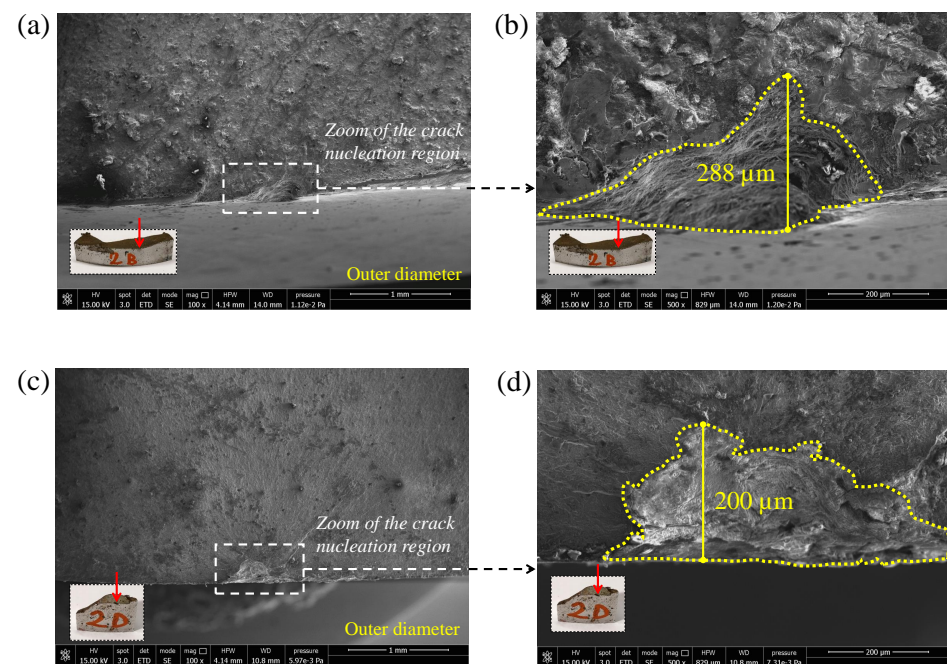 (a)
Zoom of the crack
nucleation region
2B
Outer diameter
HV spot det mode mag □ HFW WD pressure
15.00 kV 3.0 ETD SE 100 x 4.14 mm 14.0 mm 1.12e-2 Pa
1 mm
(b)
288 µm
2B
HV spot det mode mag □ HFW WD pressure
15.00 kV 3.0 ETD SE 500 x 829 µm 14.0 mm 1.20e-2 Pa
200 µm
(c)
Zoom of the crack
nucleation region
2D
Outer diameter
HV spot det mode mag □ HFW WD pressure
15.00 kV 3.0 ETD SE 100 x 4.14 mm 10.8 mm 5.97e-3 Pa
1 mm
(d)
200 µm
2D
HV spot det mode mag □ HFW WD pressure
15.00 kV 3.0 ETD SE 500 x 829 µm 10.8 mm 7.31e-3 Pa
200 µm